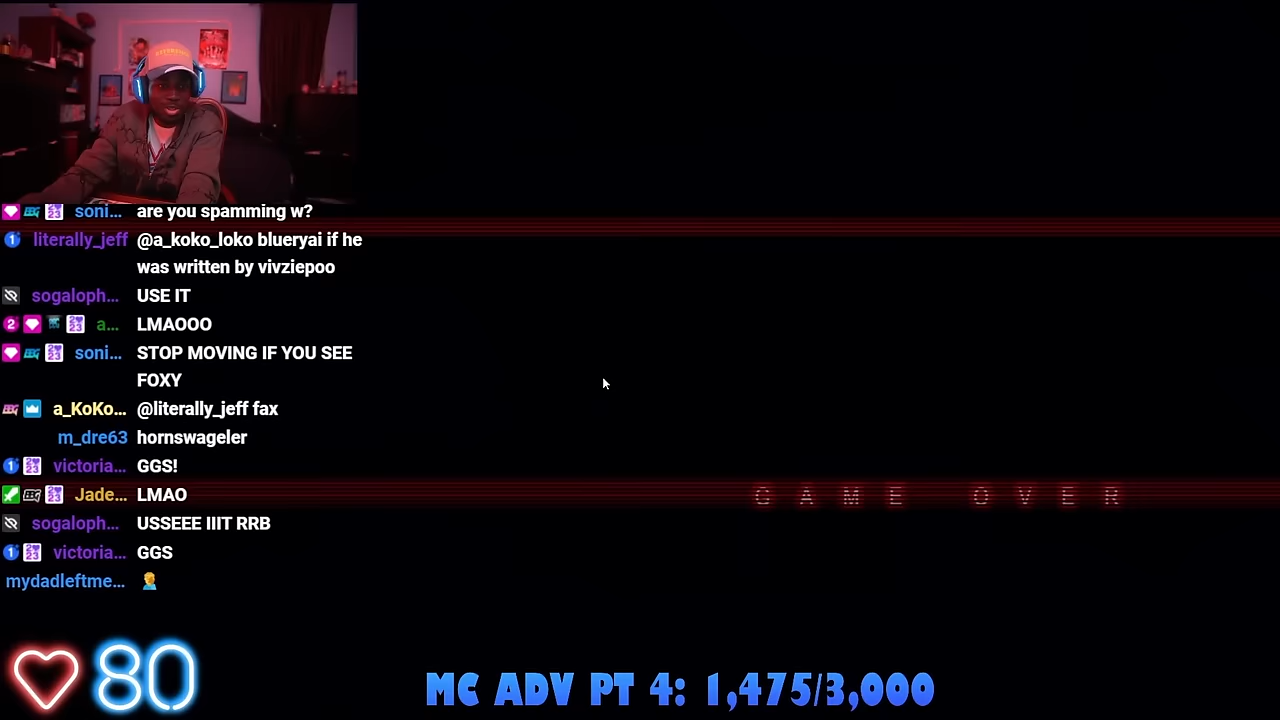 soni... are you spamming w?
literally_jeff @a_koko_loko blueryai if he
was written by vivziepoo
sogaloph... USE IT
a... LMAOOO
soni... STOP MOVING IF YOU SEE
FOXY
a_KoKo... @literally_jeff fax
m_dre63 hornswageler
victoria... GGS!
Jade... LMAO
GAME OVER
sogaloph... USSEEE IIIT RRB
victoria... GGS
mydadleftme...
80
MC ADV PT 4: 1,475/3,000